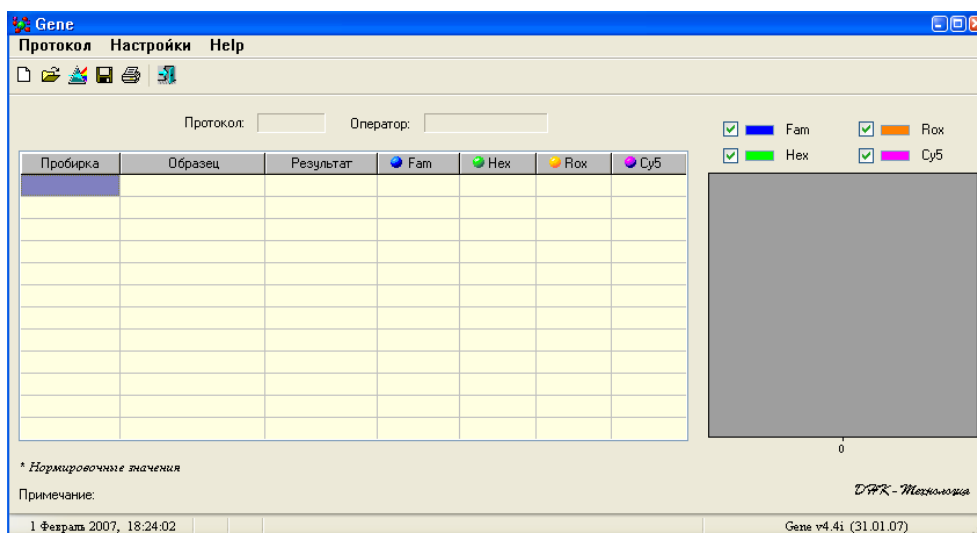 Gene
Протокол Настройки Help
Протокол: Оператор:
Fam Rox
Hex Cy5
Пробирка Образец Результат Fam Hex Rox Cy5
0
* Нормировочные значения
Примечание:
ДНК-Технология
1 Февраль 2007, 18:24:02 Gene v4.4i (31.01.07)